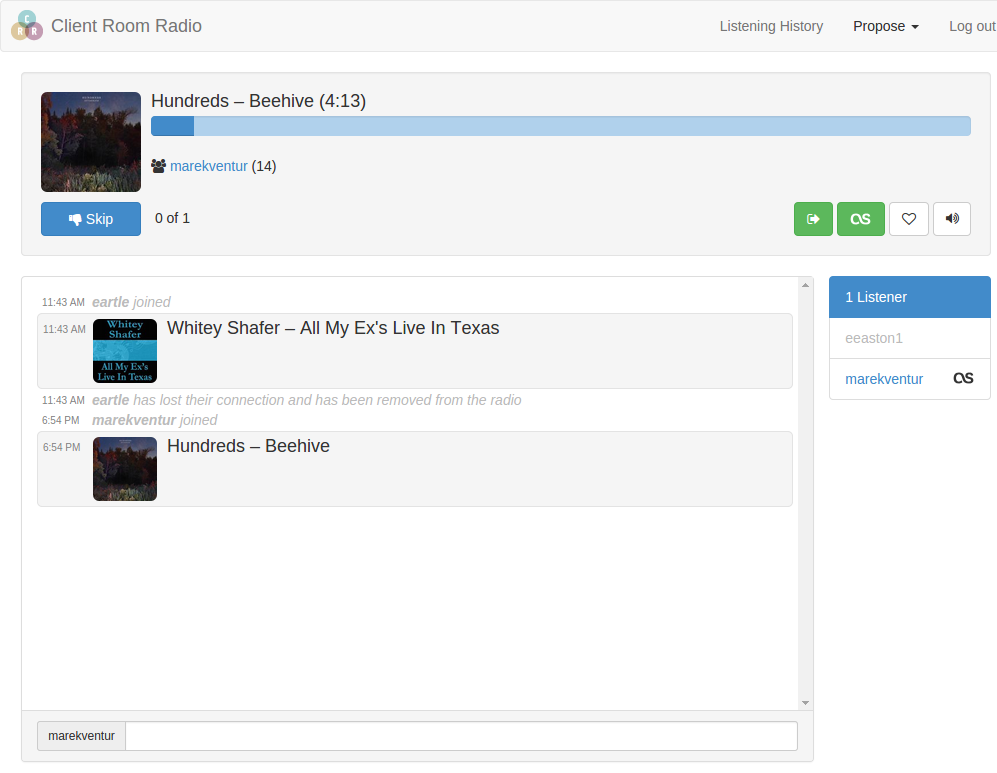 C
R R
Client Room Radio
Listening History
Propose
Log out
Hundreds – Beehive (4:13)
marekventur (14)
Skip
0 of 1
11:43 AM eartle joined
11:43 AM
Whitey
Shafer
All My Ex's
Live In Texas
Whitey Shafer – All My Ex's Live In Texas
11:43 AM eartle has lost their connection and has been removed from the radio
6:54 PM marekventur joined
6:54 PM
Hundreds – Beehive
1 Listener
eeaston1
marekventur
marekventur